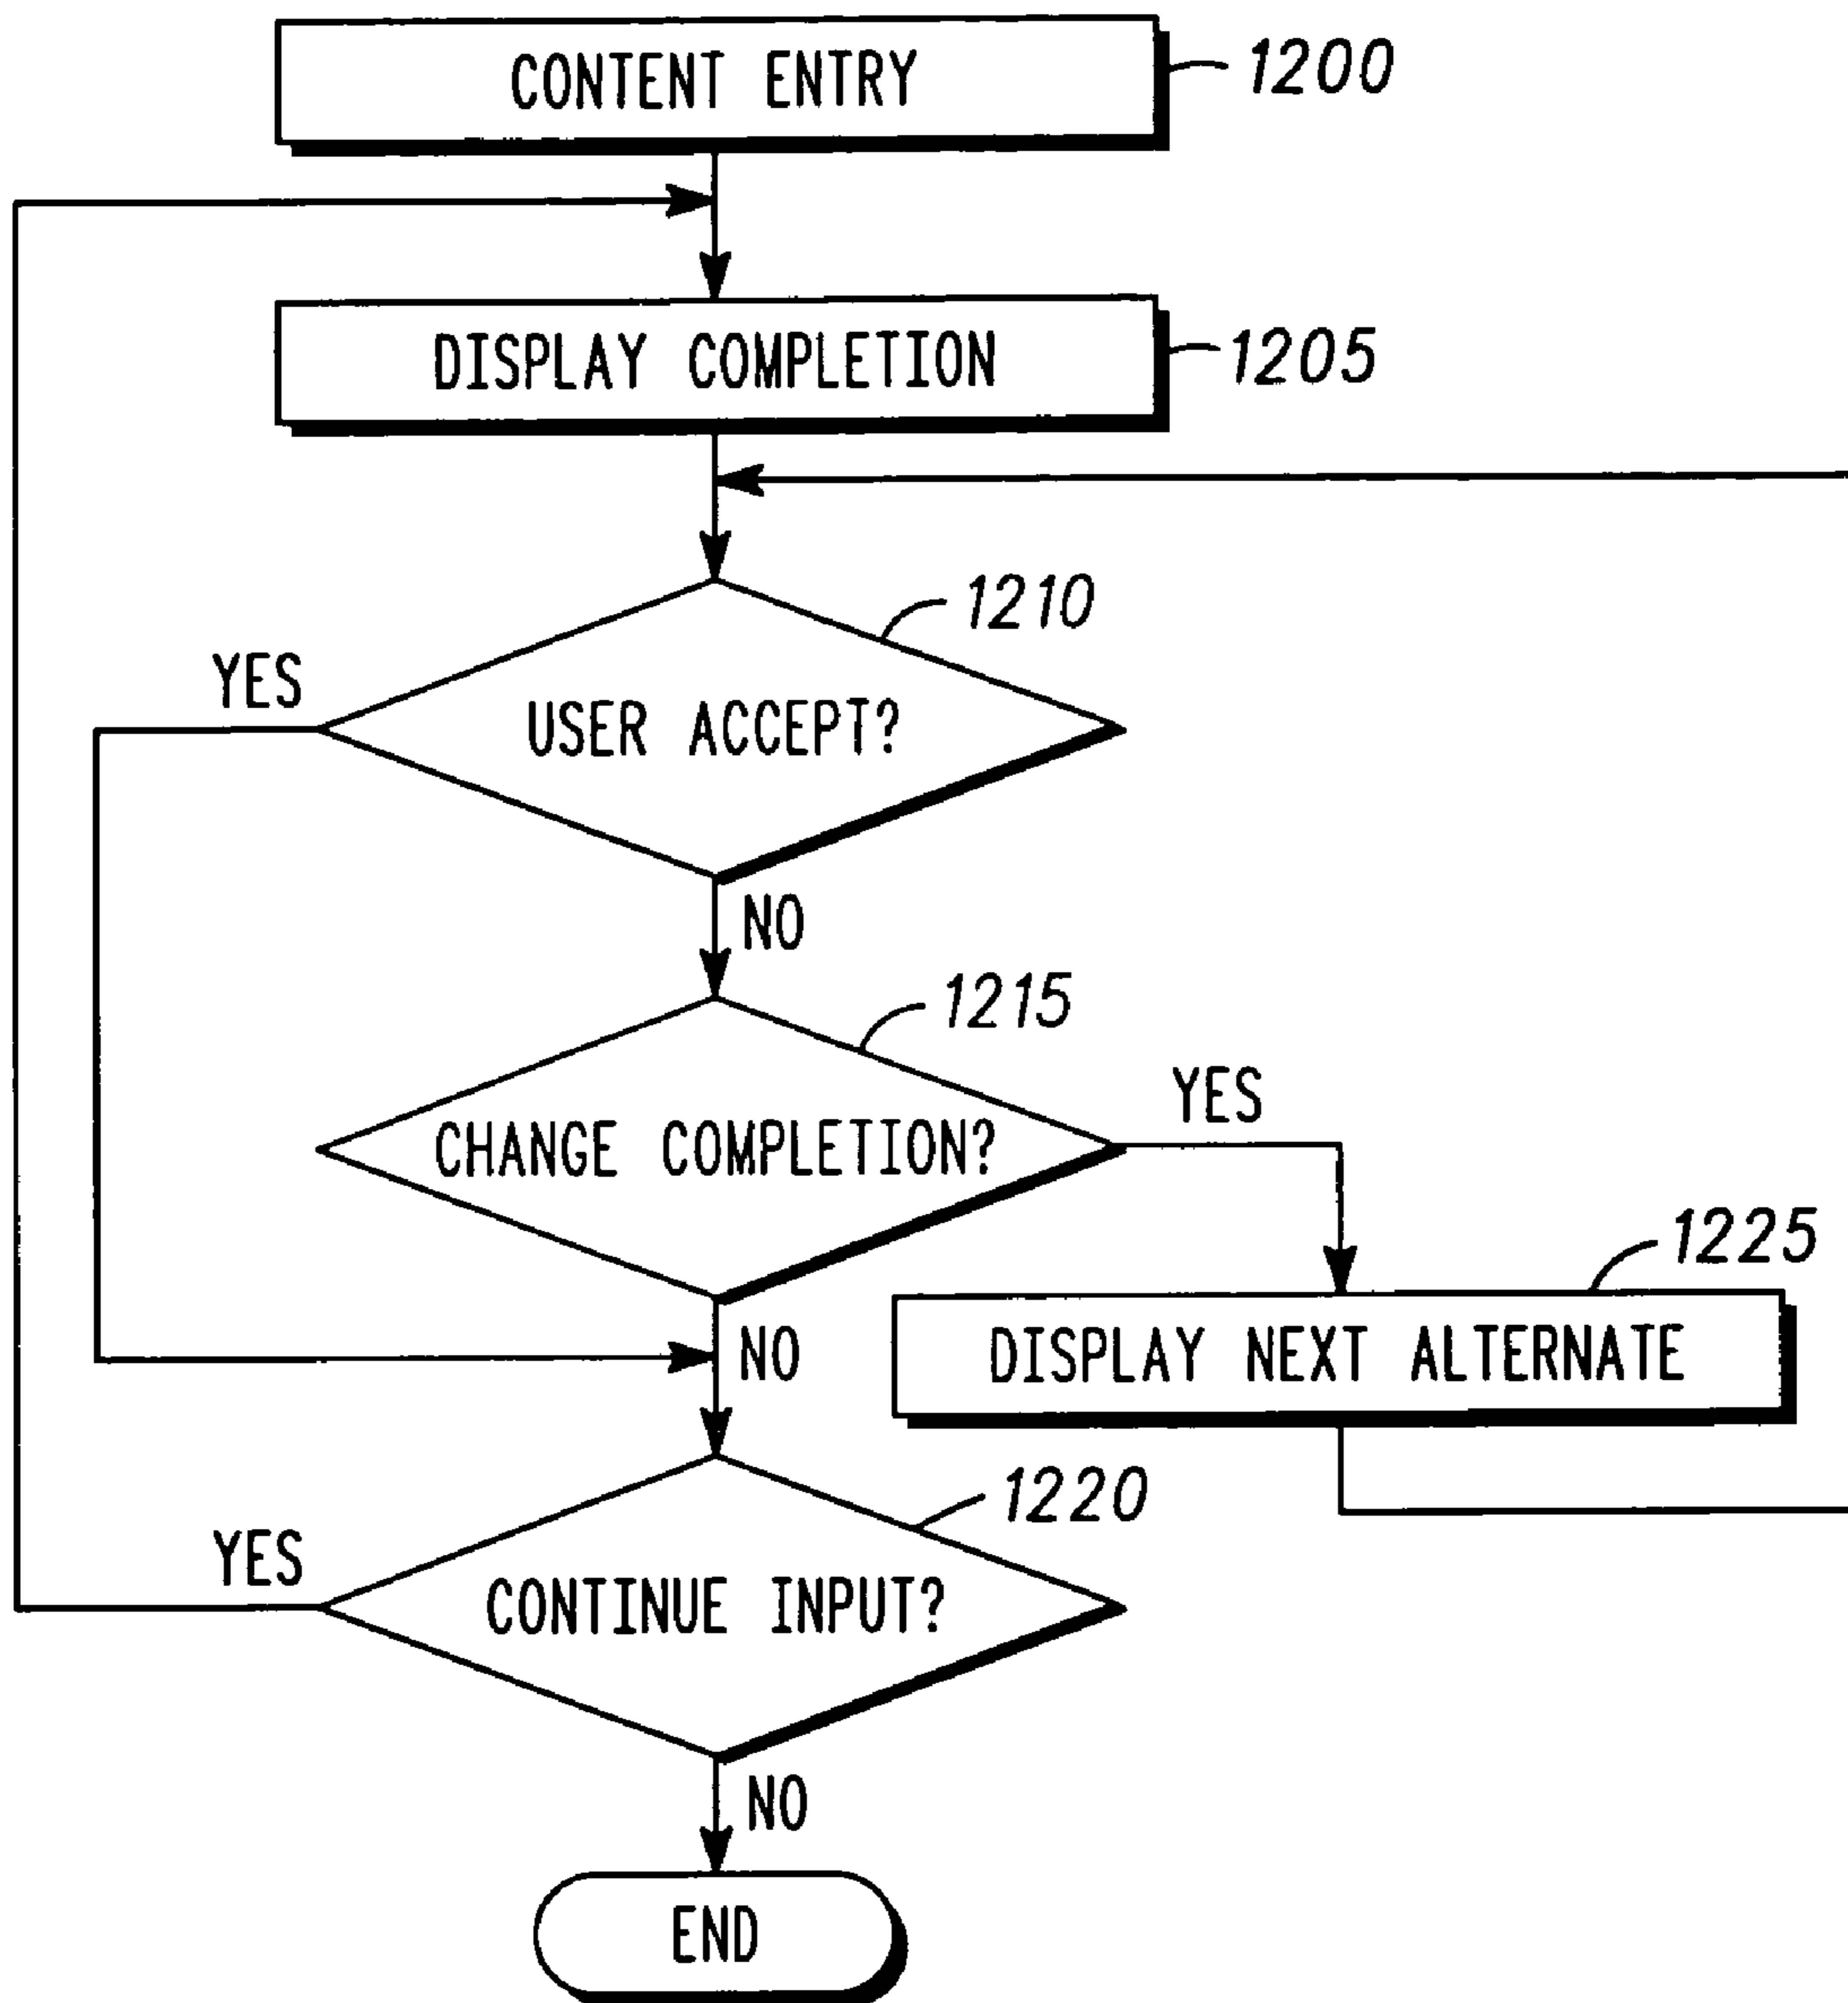 CONTENT ENTRY
1200
DISPLAY COMPLETION
1205
1210
YES
USER ACCEPT?
NO
1215
YES
CHANGE COMPLETION?
1225
NO
DISPLAY NEXT ALTERNATE
1220
YES
CONTINUE INPUT?
NO
END